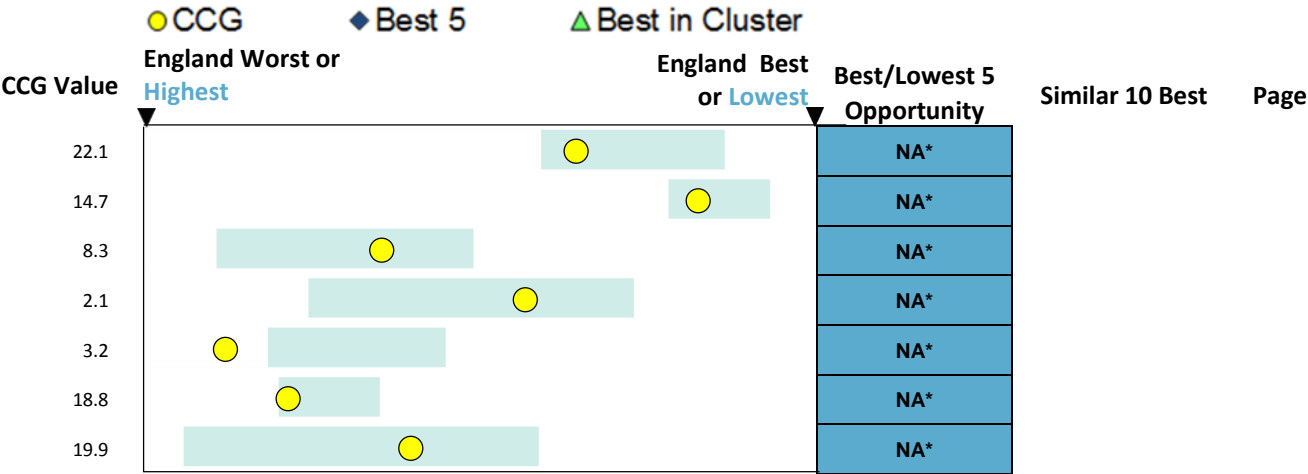 CCG Best 5 Best in Cluster
CCG Value
England Worst or
Highest
England Best
or Lowest
Best/Lowest 5
Opportunity
Similar 10 Best
Page
22.1 NA*
14.7 NA*
8.3 NA*
2.1 NA*
3.2 NA*
18.8 NA*
19.9 NA*